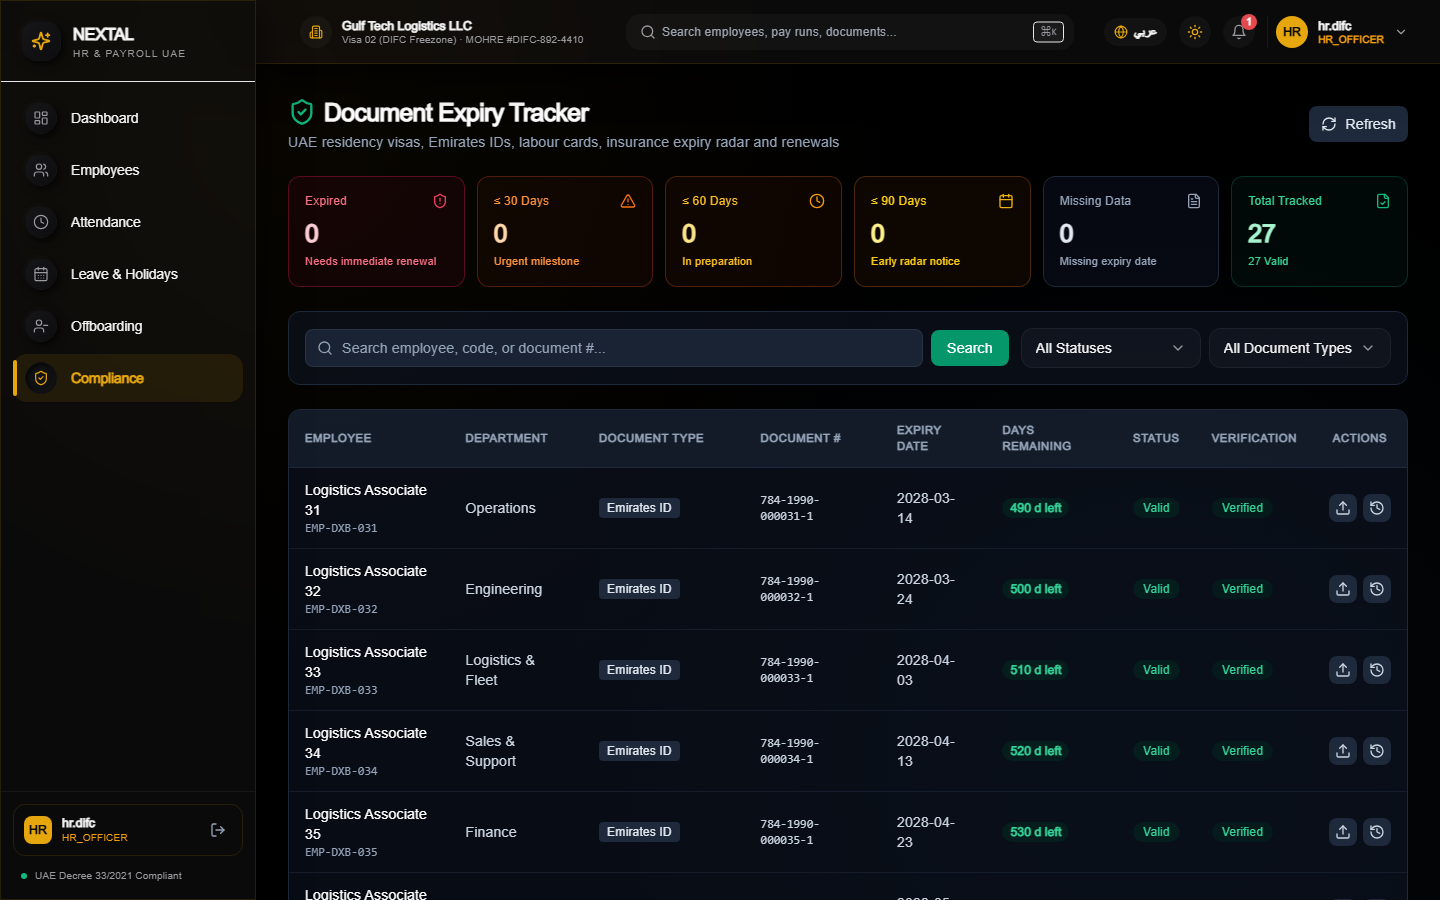 NEXTAL
HR & PAYROLL UAE
Gulf Tech Logistics LLC
Visa 02 (DIFC Freezone) · MOHRE #DIFC-892-4410
Search employees, pay runs, documents...
⌘K
عربي
1
HR
hr.difc
HR_OFFICER
Dashboard
Employees
Attendance
Leave & Holidays
Offboarding
Compliance
Document Expiry Tracker
UAE residency visas, Emirates IDs, labour cards, insurance expiry radar and renewals
Refresh
Expired
0
Needs immediate renewal
≤ 30 Days
0
Urgent milestone
≤ 60 Days
0
In preparation
≤ 90 Days
0
Early radar notice
Missing Data
0
Missing expiry date
Total Tracked
27
27 Valid
Search employee, code, or document #...
Search
All Statuses
All Document Types
EMPLOYEE
DEPARTMENT
DOCUMENT TYPE
DOCUMENT #
EXPIRY
DATE
DAYS
REMAINING
STATUS
VERIFICATION
ACTIONS
Logistics Associate
31
EMP-DXB-031
Operations
Emirates ID
784-1990-
000031-1
2028-03-
14
490 d left
Valid
Verified
Logistics Associate
32
EMP-DXB-032
Engineering
Emirates ID
784-1990-
000032-1
2028-03-
24
500 d left
Valid
Verified
Logistics Associate
33
EMP-DXB-033
Logistics &
Fleet
Emirates ID
784-1990-
000033-1
2028-04-
03
510 d left
Valid
Verified
Logistics Associate
34
EMP-DXB-034
Sales &
Support
Emirates ID
784-1990-
000034-1
2028-04-
13
520 d left
Valid
Verified
Logistics Associate
35
EMP-DXB-035
Finance
Emirates ID
784-1990-
000035-1
2028-04-
23
530 d left
Valid
Verified
Logistics Associate
HR
hr.difc
HR_OFFICER
UAE Decree 33/2021 Compliant